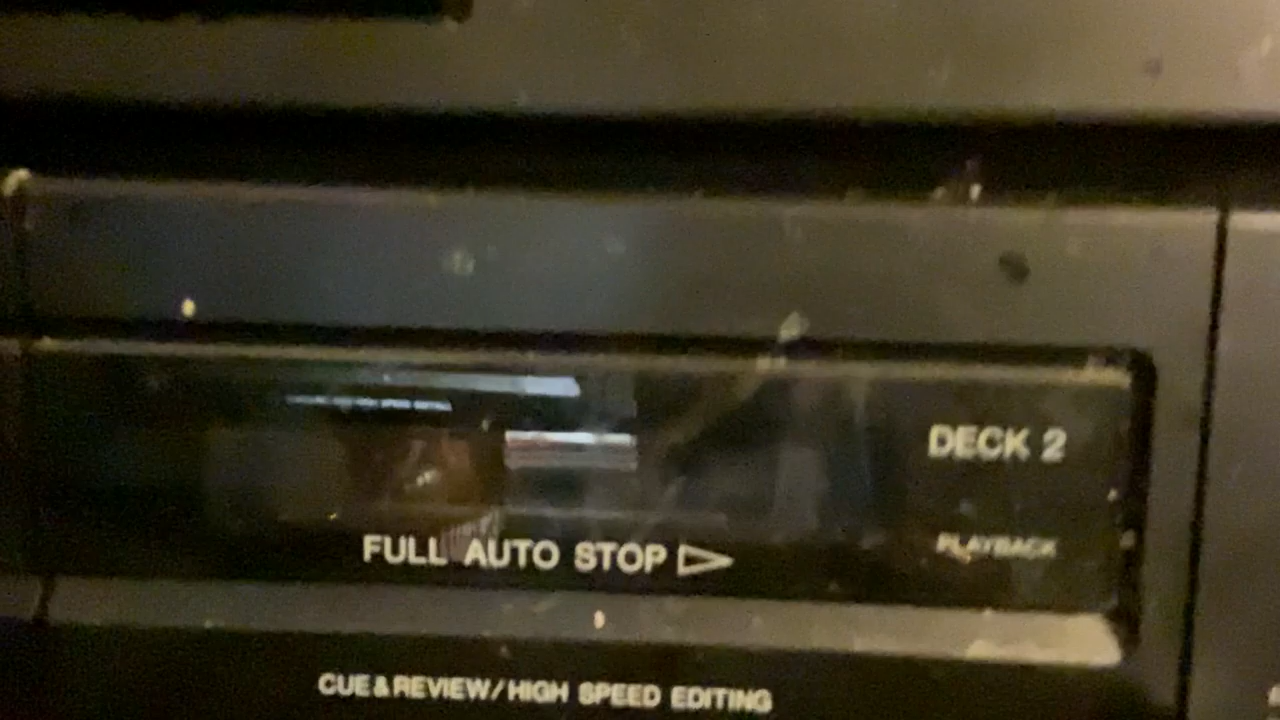 DECK 2
PLAYBACK
FULL AUTO STOP
CUE & REVIEW/HIGH SPEED EDITING